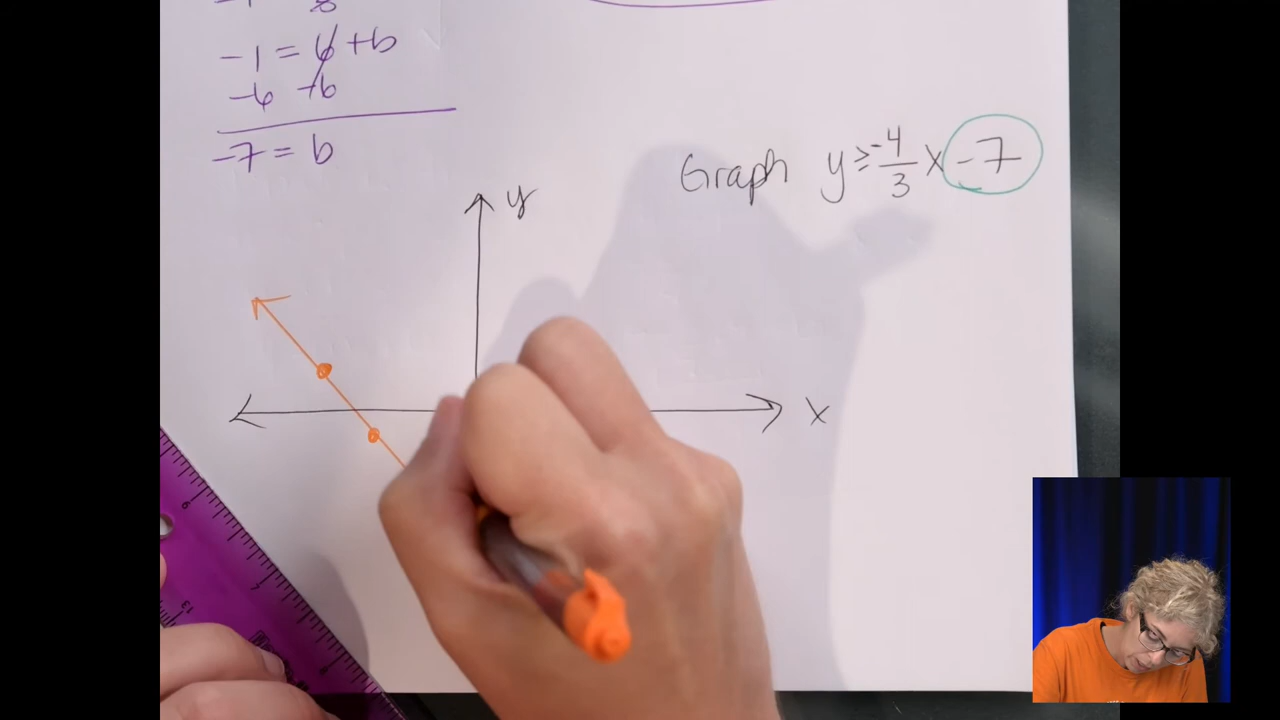 -1 = 6 + b
-6 -6
-7 = b
Graph y ≥ -4/3 x -7
y
x